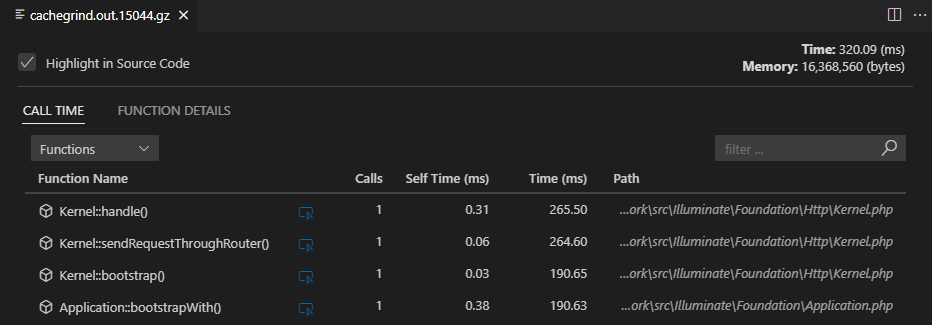 cachegrind.out.15044.gz
Highlight in Source Code
Time: 320.09 (ms)
Memory: 16,368,560 (bytes)
CALL TIME FUNCTION DETAILS
Functions filter ...
Function Name Calls Self Time (ms) Time (ms) Path
Kernel::handle() 1 0.31 265.50 ...ork\src\Illuminate\Foundation\Http\Kernel.php
Kernel::sendRequestThroughRouter() 1 0.06 264.60 ...ork\src\Illuminate\Foundation\Http\Kernel.php
Kernel::bootstrap() 1 0.03 190.65 ...ork\src\Illuminate\Foundation\Http\Kernel.php
Application::bootstrapWith() 1 0.38 190.63 ...ork\src\Illuminate\Foundation\Application.php